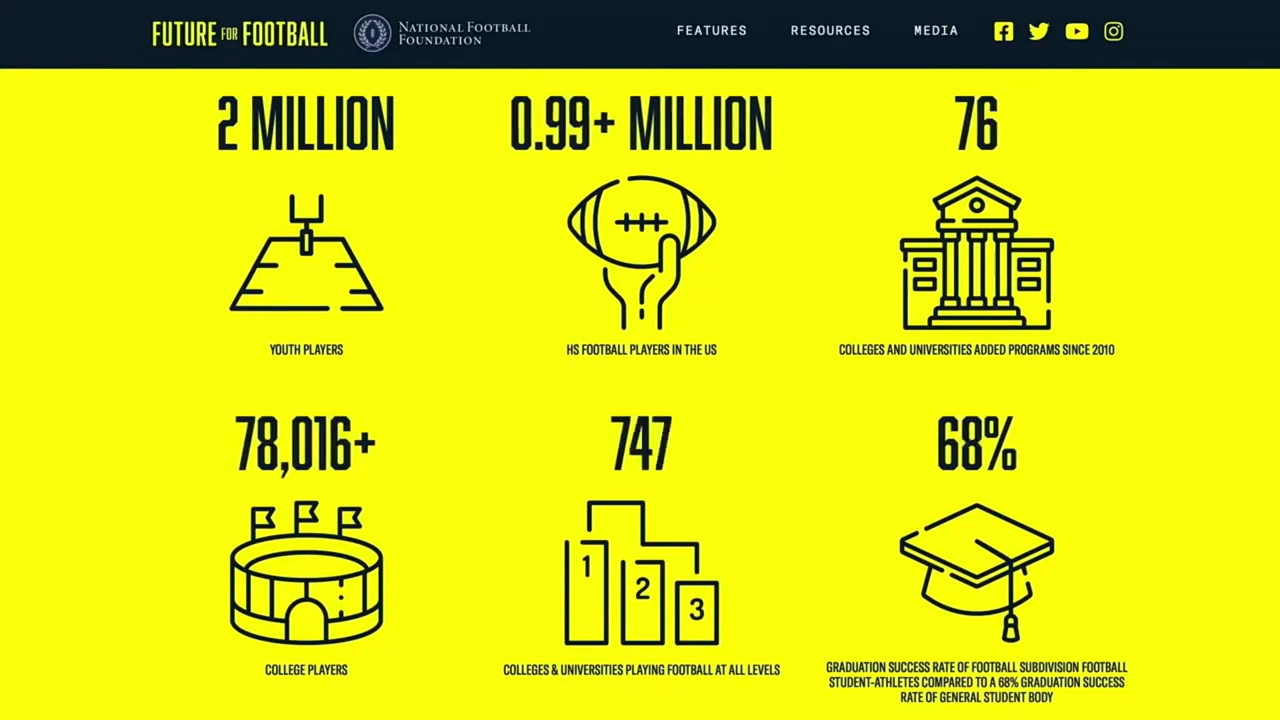 FUTURE FOR FOOTBALL
NATIONAL FOOTBALL
FOUNDATION
FEATURES
RESOURCES
MEDIA
2 MILLION
YOUTH PLAYERS
0.99+ MILLION
HS FOOTBALL PLAYERS IN THE US
76
COLLEGES AND UNIVERSITIES ADDED PROGRAMS SINCE 2010
78,016+
COLLEGE PLAYERS
747
1
2
3
COLLEGES & UNIVERSITIES PLAYING FOOTBALL AT ALL LEVELS
68%
GRADUATION SUCCESS RATE OF FOOTBALL SUBDIVISION FOOTBALL
STUDENT-ATHLETES COMPARED TO A 68% GRADUATION SUCCESS
RATE OF GENERAL STUDENT BODY